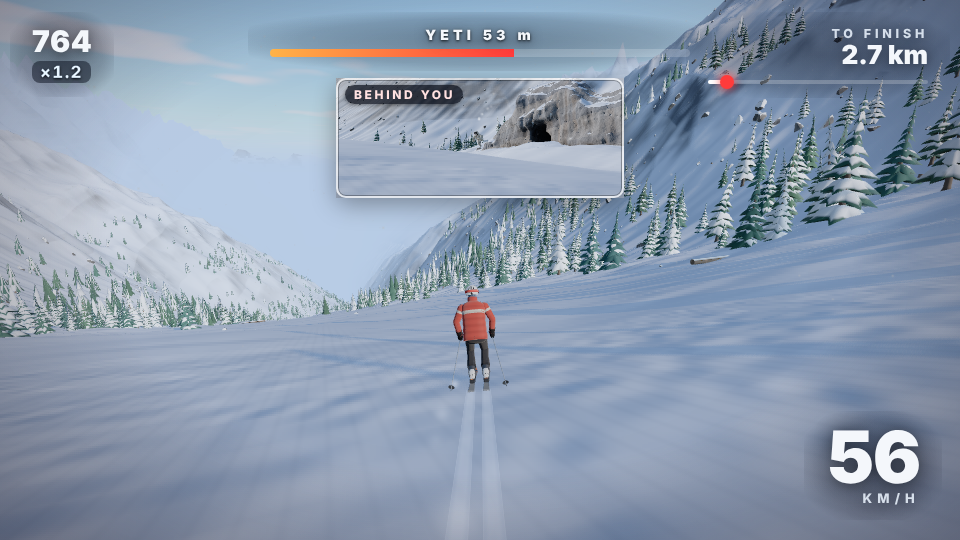 764
×1.2
YETI 53 m
BEHIND YOU
TO FINISH
2.7 km
56
KM/H